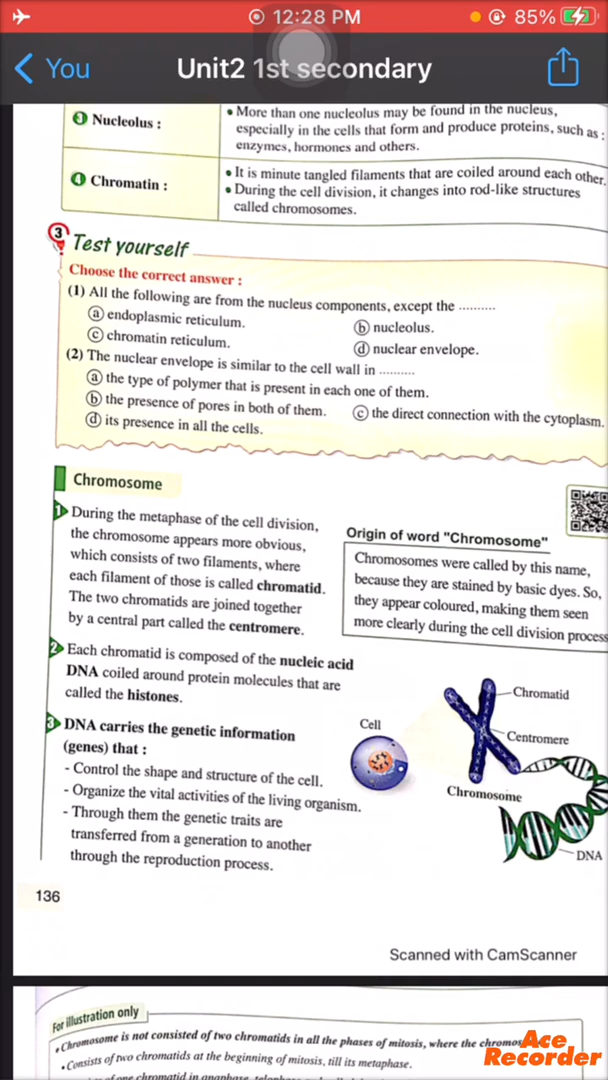 12:28 PM
85%
You
Unit2 1st secondary
3 Nucleolus :
• More than one nucleolus may be found in the nucleus,
especially in the cells that form and produce proteins, such as :
enzymes, hormones and others.
4 Chromatin :
• It is minute tangled filaments that are coiled around each other.
• During the cell division, it changes into rod-like structures
called chromosomes.
3 Test yourself
Choose the correct answer :
(1) All the following are from the nucleus components, except the ..........
ⓐ endoplasmic reticulum.
ⓑ nucleolus.
ⓒ chromatin reticulum.
ⓓ nuclear envelope.
(2) The nuclear envelope is similar to the cell wall in ..........
ⓐ the type of polymer that is present in each one of them.
ⓑ the presence of pores in both of them.
ⓒ the direct connection with the cytoplasm.
ⓓ its presence in all the cells.
Chromosome
1 During the metaphase of the cell division,
the chromosome appears more obvious,
which consists of two filaments, where
each filament of those is called chromatid.
The two chromatids are joined together
by a central part called the centromere.
Origin of word "Chromosome"
Chromosomes were called by this name,
because they are stained by basic dyes. So,
they appear coloured, making them seen
more clearly during the cell division process
2 Each chromatid is composed of the nucleic acid
DNA coiled around protein molecules that are
called the histones.
3 DNA carries the genetic information
(genes) that :
- Control the shape and structure of the cell.
- Organize the vital activities of the living organism.
- Through them the genetic traits are
transferred from a generation to another
through the reproduction process.
Cell
Chromatid
Centromere
Chromosome
DNA
136
Scanned with CamScanner
For illustration only
• Chromosome is not consisted of two chromatids in all the phases of mitosis, where the
• Consists of two chromatids at the beginning of mitosis, till its metaphase.
of one chromatid in anaphase,
Ace
Recorder